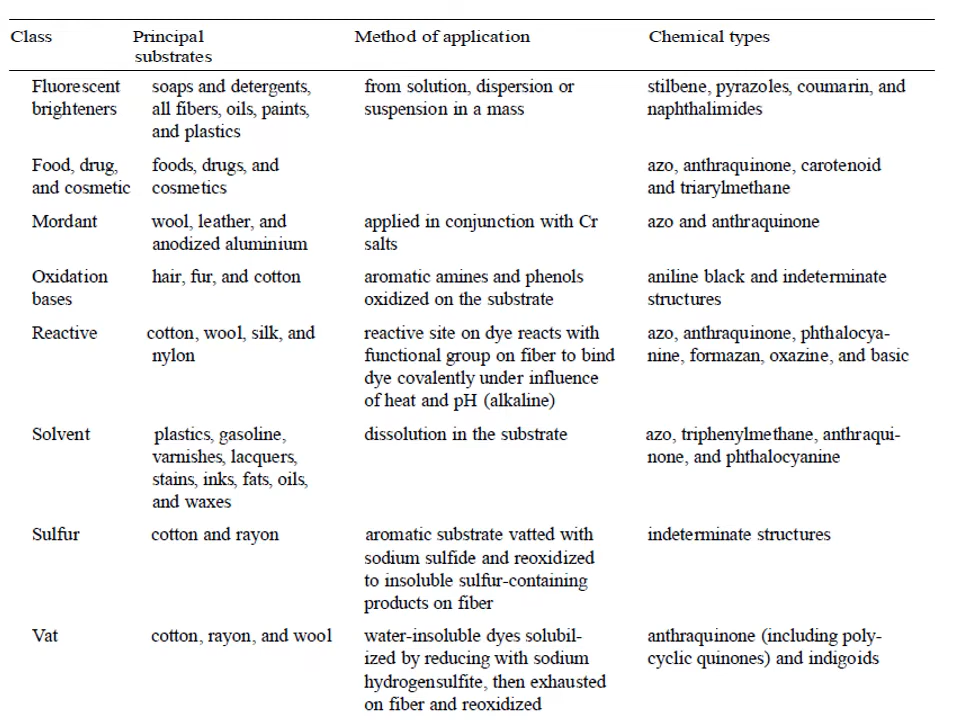 Class Principal substrates Method of application Chemical types
Fluorescent brighteners soaps and detergents, all fibers, oils, paints, and plastics from solution, dispersion or suspension in a mass stilbene, pyrazoles, coumarin, and naphthalimides
Food, drug, and cosmetic foods, drugs, and cosmetics azo, anthraquinone, carotenoid and triarylmethane
Mordant wool, leather, and anodized aluminium applied in conjunction with Cr salts azo and anthraquinone
Oxidation bases hair, fur, and cotton aromatic amines and phenols oxidized on the substrate aniline black and indeterminate structures
Reactive cotton, wool, silk, and nylon reactive site on dye reacts with functional group on fiber to bind dye covalently under influence of heat and pH (alkaline) azo, anthraquinone, phthalocya-nine, formazan, oxazine, and basic
Solvent plastics, gasoline, varnishes, lacquers, stains, inks, fats, oils, and waxes dissolution in the substrate azo, triphenylmethane, anthraqui-none, and phthalocyanine
Sulfur cotton and rayon aromatic substrate vatted with sodium sulfide and reoxidized to insoluble sulfur-containing products on fiber indeterminate structures
Vat cotton, rayon, and wool water-insoluble dyes solubil-ized by reducing with sodium hydrogensulfite, then exhausted on fiber and reoxidized anthraquinone (including poly-cyclic quinones) and indigoids